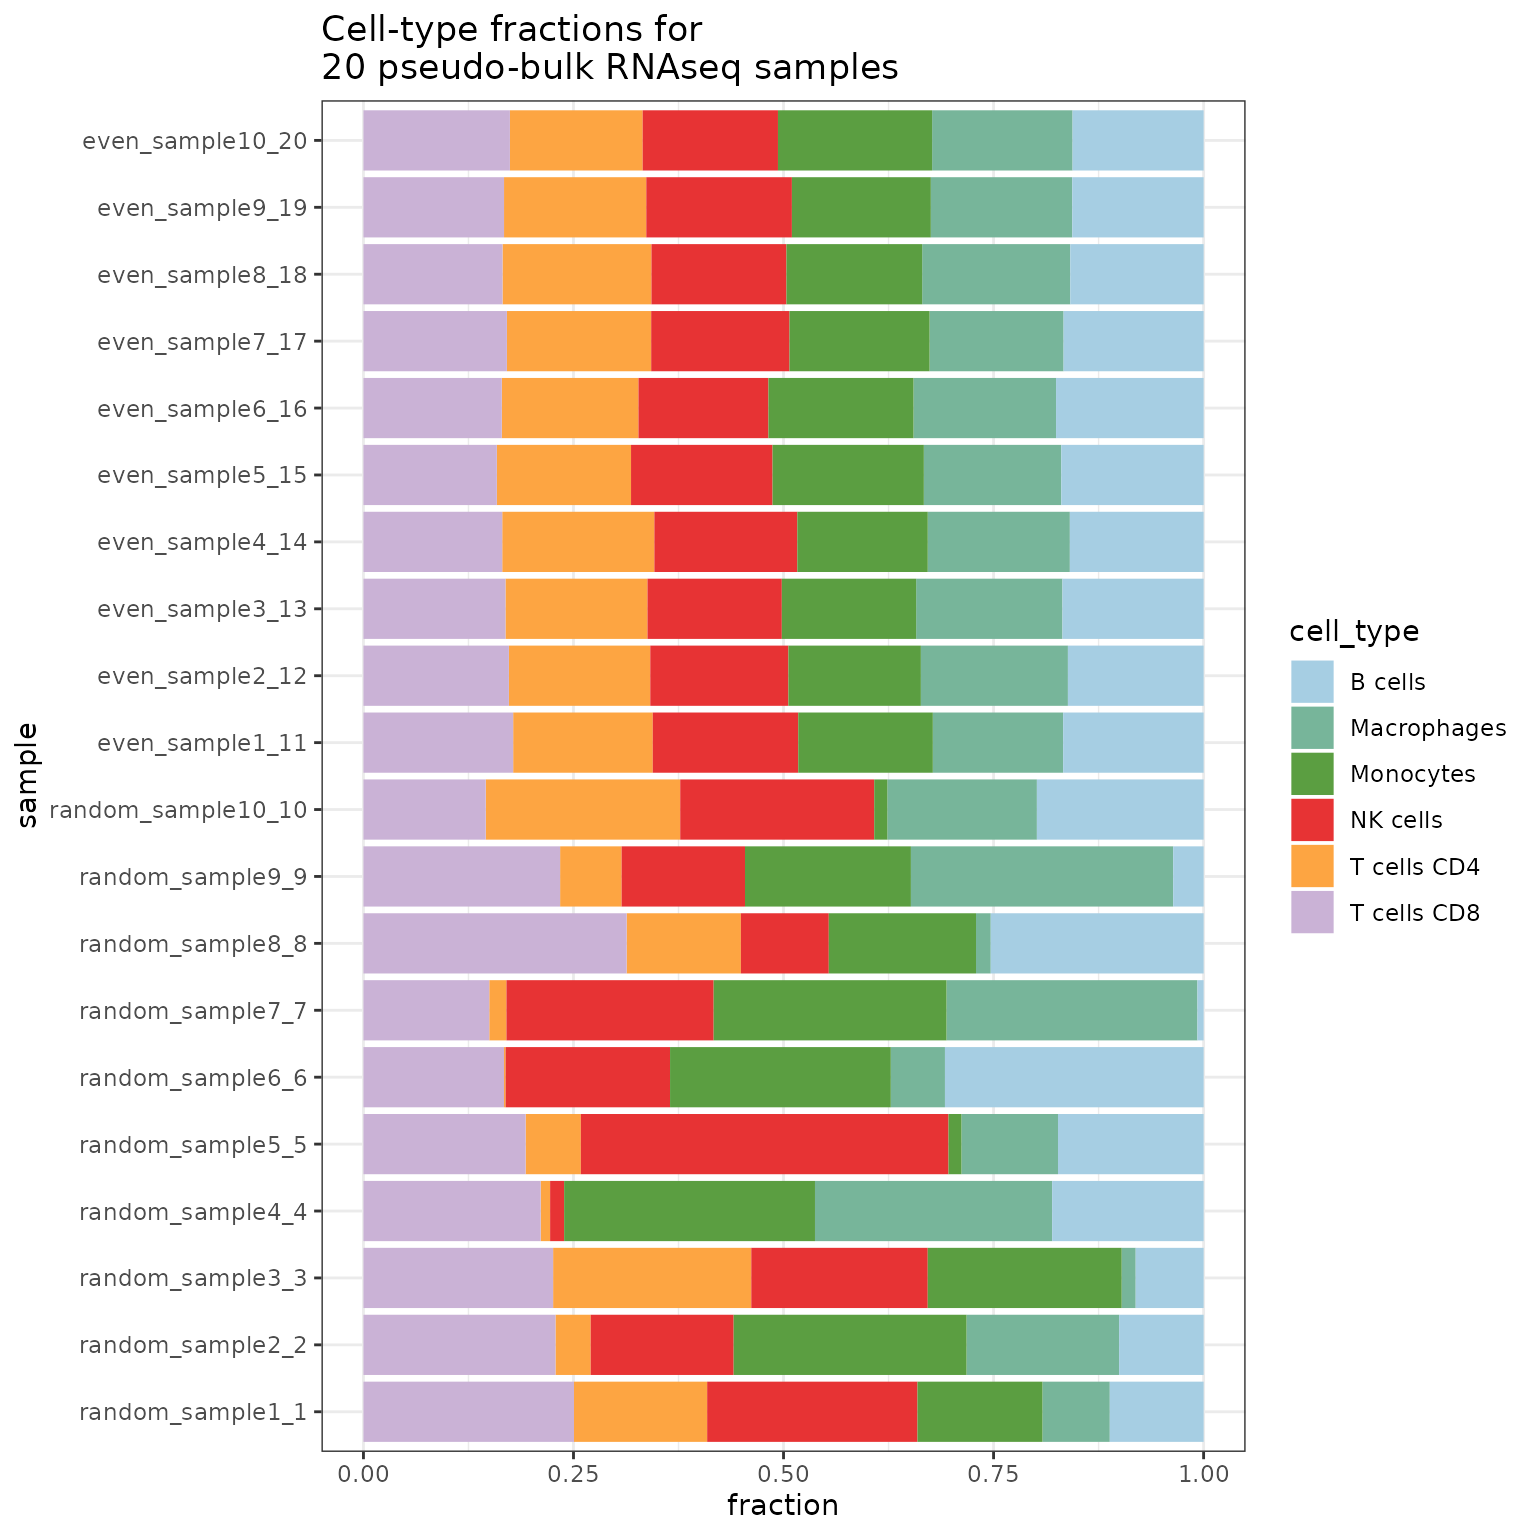 Cell-type fractions for
20 pseudo-bulk RNAseq samples
even_sample10_20
even_sample9_19
even_sample8_18
even_sample7_17
even_sample6_16
even_sample5_15
even_sample4_14
even_sample3_13
even_sample2_12
even_sample1_11
random_sample10_10
random_sample9_9
random_sample8_8
random_sample7_7
random_sample6_6
random_sample5_5
random_sample4_4
random_sample3_3
random_sample2_2
random_sample1_1
sample
0.00 0.25 0.50 0.75 1.00
fraction
cell_type
B cells
Macrophages
Monocytes
NK cells
T cells CD4
T cells CD8